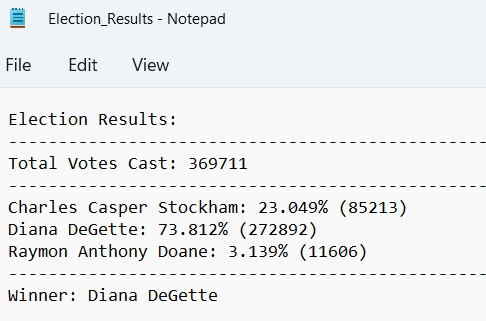 Election_Results - Notepad
File Edit View
Election Results:
------------------------------------------------
Total Votes Cast: 369711
------------------------------------------------
Charles Casper Stockham: 23.049% (85213)
Diana DeGette: 73.812% (272892)
Raymon Anthony Doane: 3.139% (11606)
------------------------------------------------
Winner: Diana DeGette